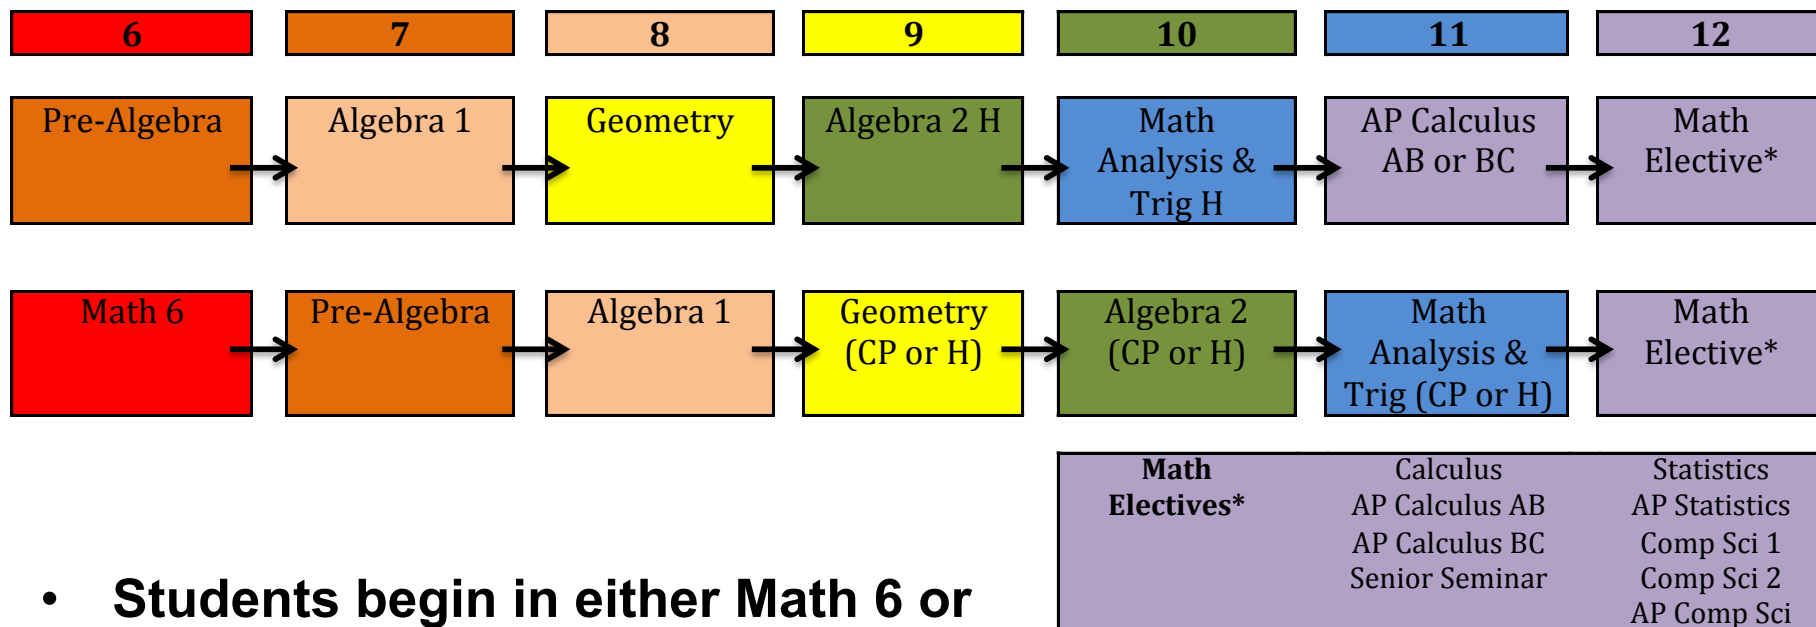 6 7 8 9 10 11 12
Pre-Algebra Algebra 1 Geometry Algebra 2 H Math AP Calculus Math
Analysis & AB or BC Elective*
Trig H
Math 6 Pre-Algebra Algebra 1 Geometry Algebra 2 Math Math
(CP or H) (CP or H) Analysis & Elective*
Trig (CP or H)
Math Calculus Statistics
Electives* AP Calculus AB AP Statistics
AP Calculus BC Comp Sci 1
Senior Seminar Comp Sci 2
• Students begin in either Math 6 or
AP Comp Sci